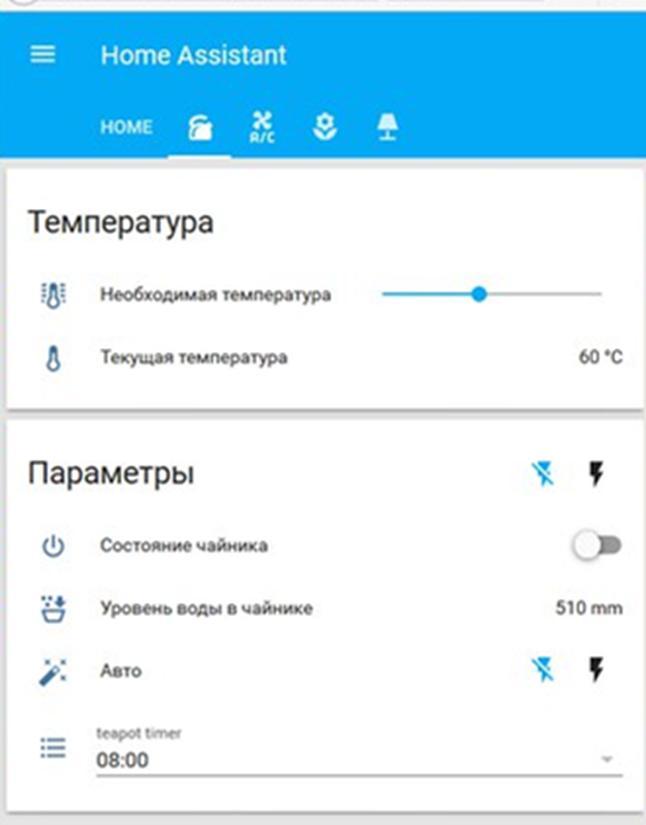 Home Assistant
HOME
A/C
Температура
Необходимая температура
Текущая температура 60 °C
Параметры
Состояние чайника
Уровень воды в чайнике 510 mm
Авто
teapot timer
08:00